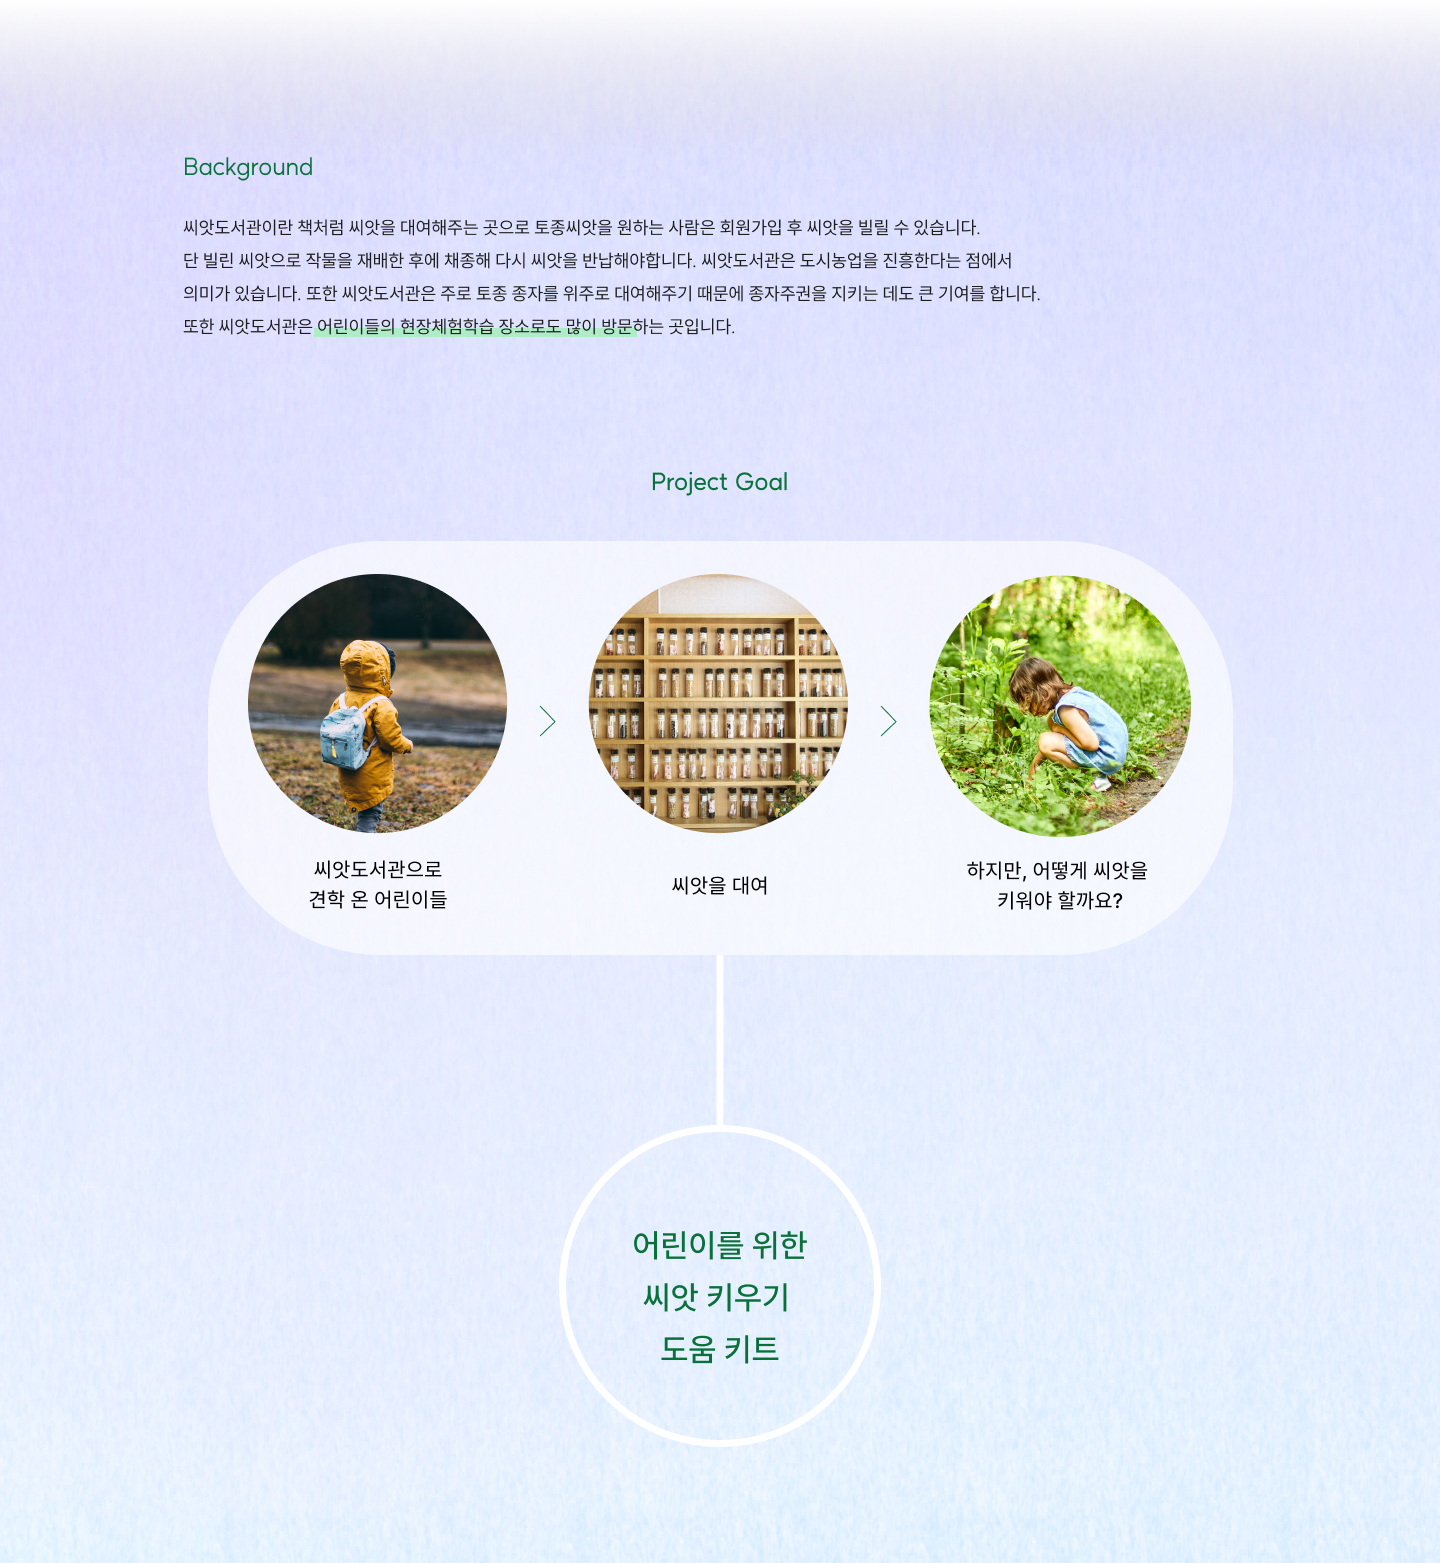 Background
씨앗도서관이란 책처럼 씨앗을 대여해주는 곳으로 토종씨앗을 원하는 사람은 회원가입 후 씨앗을 빌릴 수 있습니다.
단 빌린 씨앗으로 작물을 재배한 후에 채종해 다시 씨앗을 반납해야합니다. 씨앗도서관은 도시농업을 진흥한다는 점에서
의미가 있습니다. 또한 씨앗도서관은 주로 토종 종자를 위주로 대여해주기 때문에 종자주권을 지키는 데도 큰 기여를 합니다.
또한 씨앗도서관은 어린이들의 현장체험학습 장소로도 많이 방문하는 곳입니다.
Project Goal
씨앗도서관으로
견학 온 어린이들
씨앗을 대여
하지만, 어떻게 씨앗을
키워야 할까요?
어린이를 위한
씨앗 키우기
도움 키트